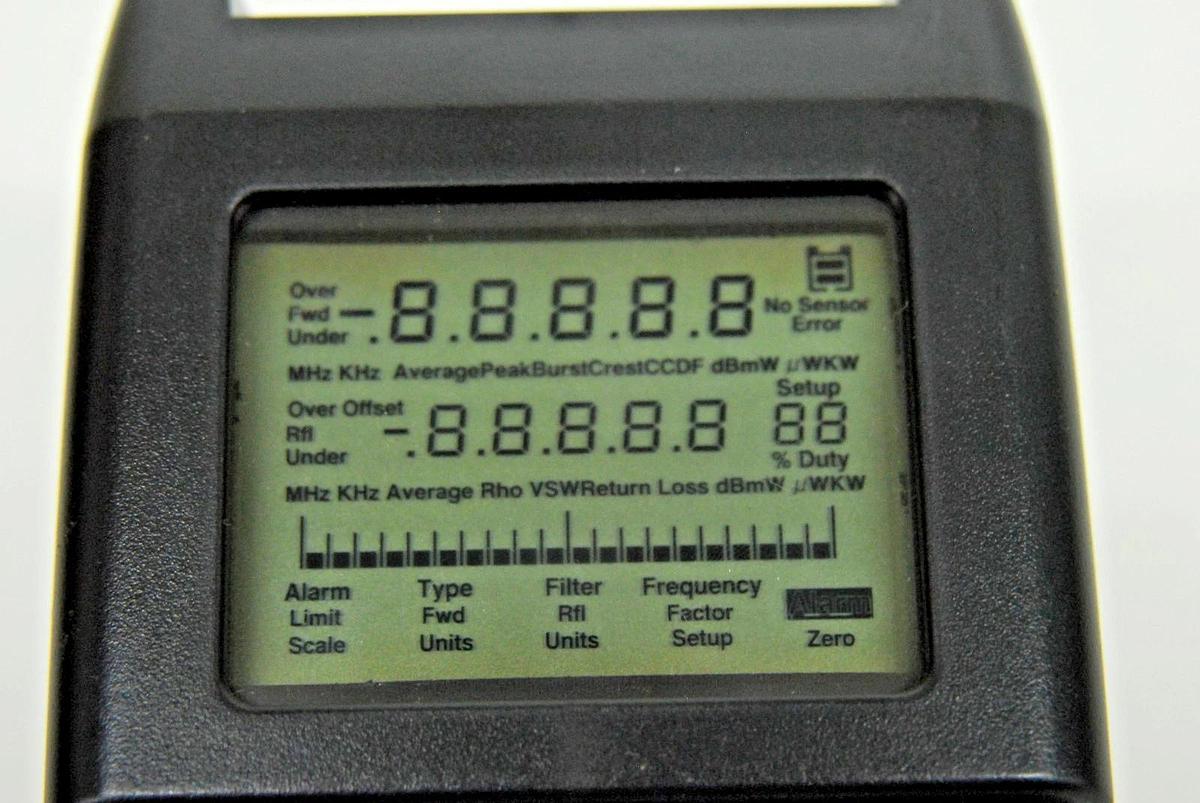 Over
Fwd -.8.8.8.8.8 No Sensor
Under Error
MHz KHz AveragePeakBurstCrestCCDF dBmW µWKW
Setup
Over Offset
Rfl -.8.8.8.8.8 88
Under % Duty
MHz KHz Average Rho VSWReturn Loss dBmW µWKW
Alarm Type Filter Frequency
Limit Fwd Rfl Factor Alarm
Scale Units Units Setup Zero